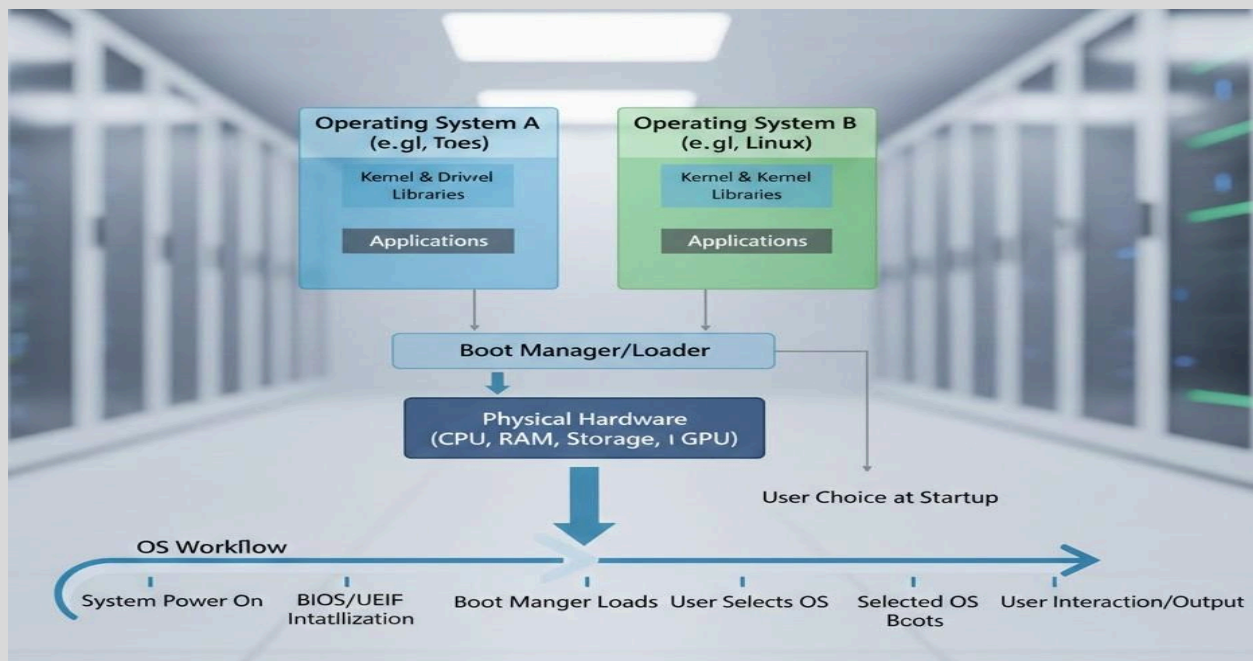 Operating System A
(e.gl, Toes)
Kernel & Drivel
Libraries
Applications
Operating System B
(e.gl, Linux)
Kernel & Kernel
Libraries
Applications
Boot Manager/Loader
Physical Hardware
(CPU, RAM, Storage, ı GPU)
User Choice at Startup
OS Workflow
System Power On
BIOS/UEIF
Intatllization
Boot Manger Loads
User Selects OS
Selected OS
Bcots
User Interaction/Output